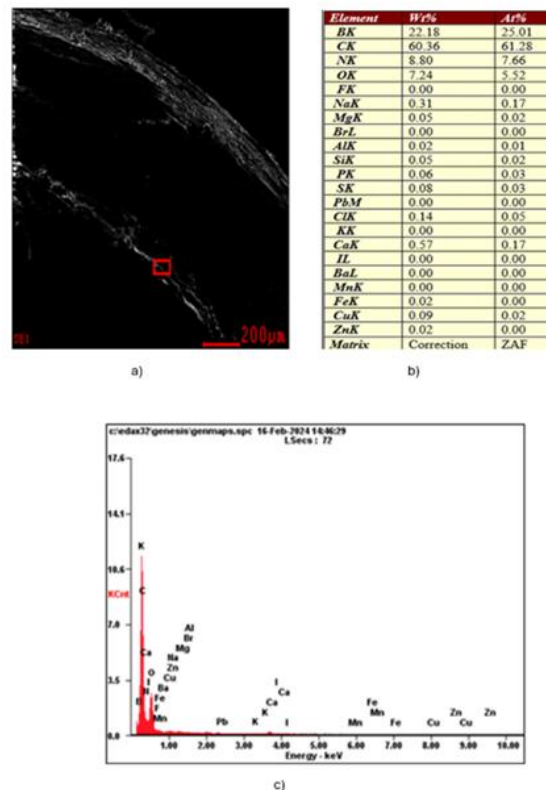 SE1
200µm
a)
Element Wt% At%
BK 22.18 25.01
CK 60.36 61.28
NK 8.80 7.66
OK 7.24 5.52
FK 0.00 0.00
NaK 0.31 0.17
MgK 0.05 0.02
BrL 0.00 0.00
AlK 0.02 0.01
SiK 0.05 0.02
PK 0.06 0.03
SK 0.08 0.03
PbM 0.00 0.00
ClK 0.14 0.05
KK 0.00 0.00
CaK 0.57 0.17
IL 0.00 0.00
BaL 0.00 0.00
MnK 0.00 0.00
FeK 0.02 0.00
CuK 0.09 0.02
ZnK 0.02 0.00
Matrix Correction ZAF
b)
c:\edax32\genesis\genmaps.spc 16-Feb-2024 14:46:29
LSecs : 72
17.6
14.1
10.6
KCnt
7.0
3.5
0.0
K
C
Ca
I
N
B
O
Ba
Fe
F
Mn
Na
Zn
Cu
Al
Br
Mg
Pb
K
K
Ca
I
Ca
I
Mn
Fe
Mn
Fe
Cu
Zn
Cu
Zn
1.00 2.00 3.00 4.00 5.00 6.00 7.00 8.00 9.00 10.00
Energy - keV
c)